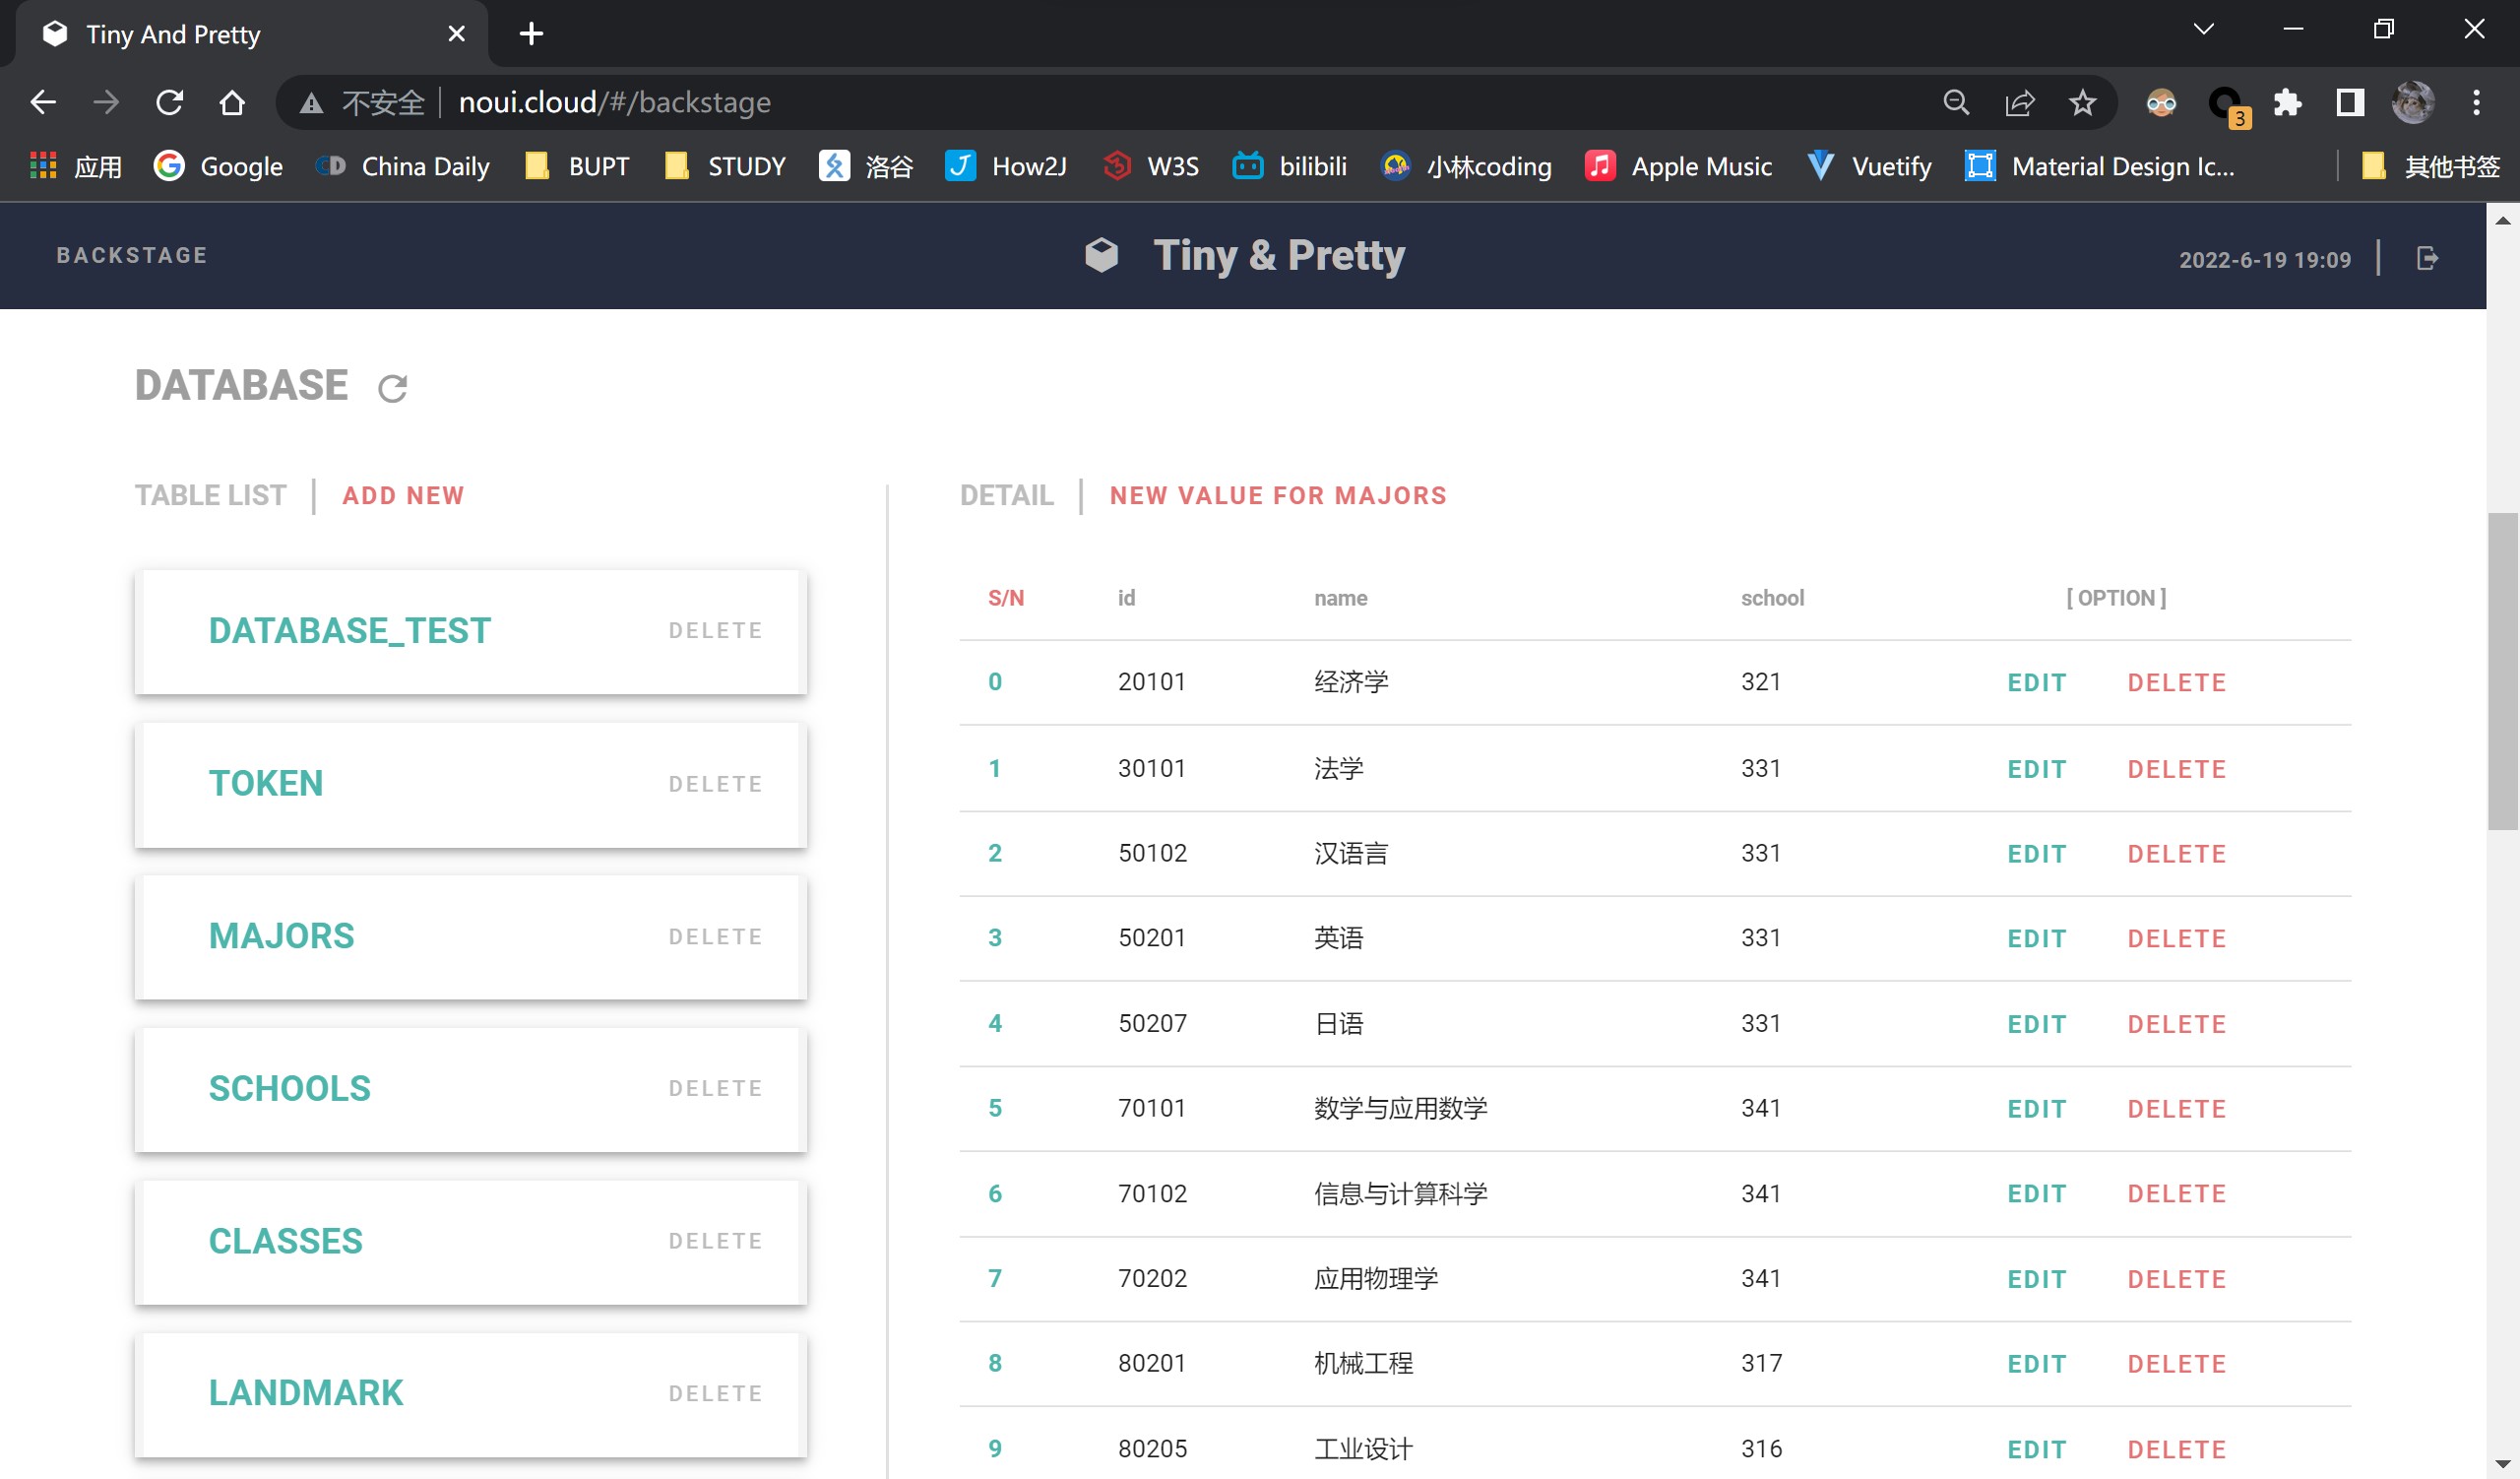 Tiny And Pretty
不安全 noui.cloud/#/backstage
3
应用 Google China Daily BUPT STUDY 洛谷 How2J W3S bilibili 小林coding Apple Music Vuetify Material Design Ic... 其他书签
BACKSTAGE Tiny & Pretty 2022-6-19 19:09
DATABASE
TABLE LIST ADD NEW
DATABASE_TEST DELETE
TOKEN DELETE
MAJORS DELETE
SCHOOLS DELETE
CLASSES DELETE
LANDMARK DELETE
DETAIL NEW VALUE FOR MAJORS
S/N id name school [ OPTION ]
0 20101 经济学 321 EDIT DELETE
1 30101 法学 331 EDIT DELETE
2 50102 汉语言 331 EDIT DELETE
3 50201 英语 331 EDIT DELETE
4 50207 日语 331 EDIT DELETE
5 70101 数学与应用数学 341 EDIT DELETE
6 70102 信息与计算科学 341 EDIT DELETE
7 70202 应用物理学 341 EDIT DELETE
8 80201 机械工程 317 EDIT DELETE
9 80205 工业设计 316 EDIT DELETE